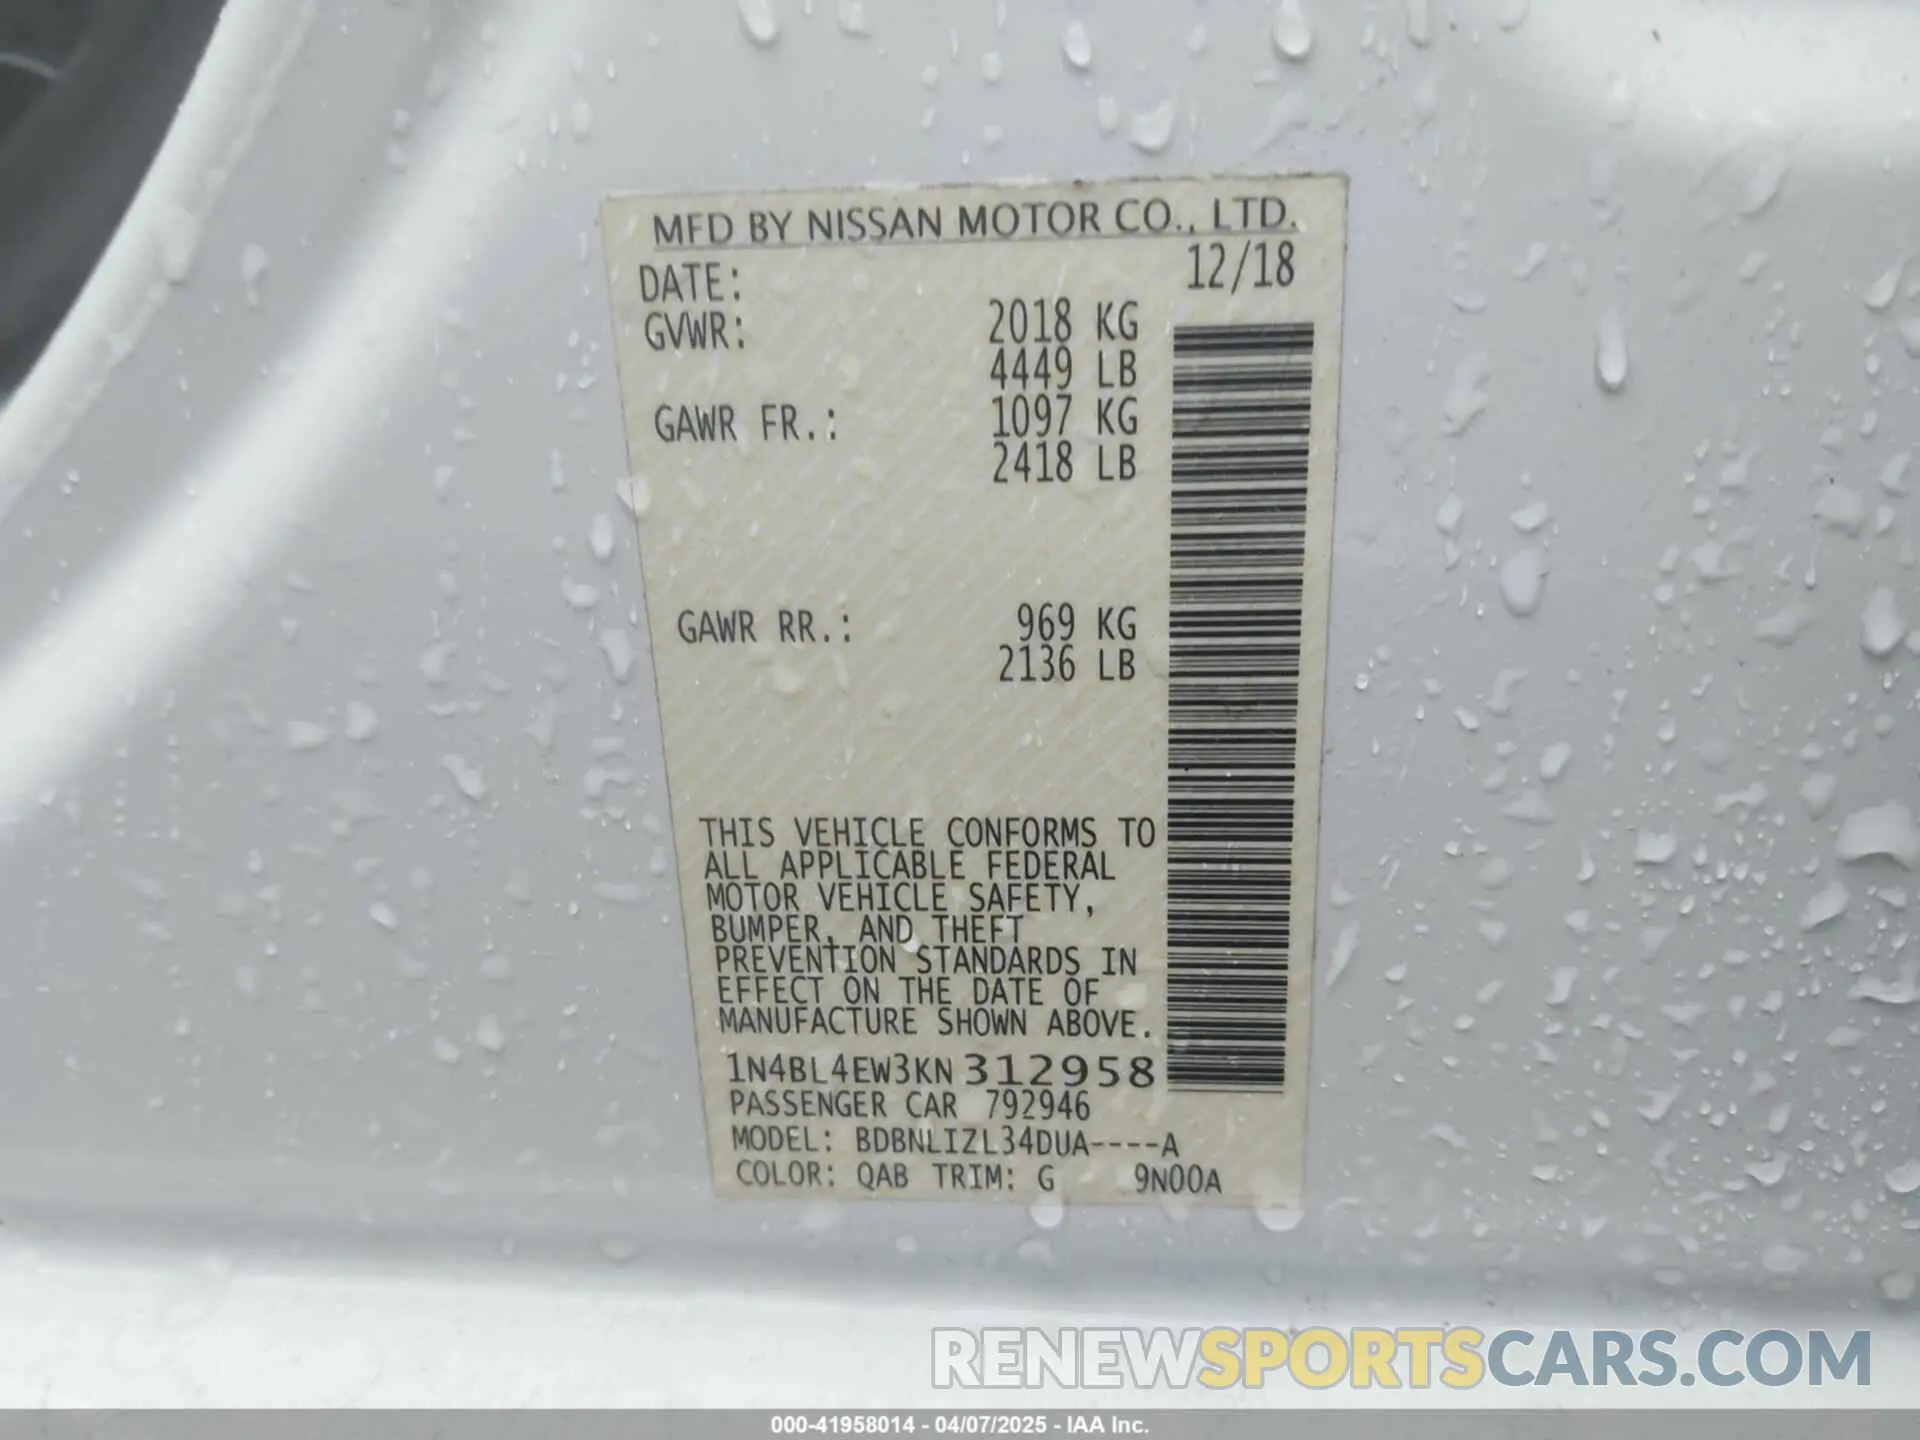 MFD BY NISSAN MOTOR CO., LTD.
DATE: 12/18
GVWR: 2018 KG
4449 LB
GAWR FR.: 1097 KG
2418 LB
GAWR RR.: 969 KG
2136 LB
THIS VEHICLE CONFORMS TO
ALL APPLICABLE FEDERAL
MOTOR VEHICLE SAFETY,
BUMPER, AND THEFT
PREVENTION STANDARDS IN
EFFECT ON THE DATE OF
MANUFACTURE SHOWN ABOVE.
1N4BL4EW3KN312958
PASSENGER CAR 792946
MODEL: BDBNLIZL34DUA----A
COLOR: QAB TRIM: G 9N00A
RENEWSPORTSCARS.COM
000-41958014 - 04/07/2025 - IAA Inc.